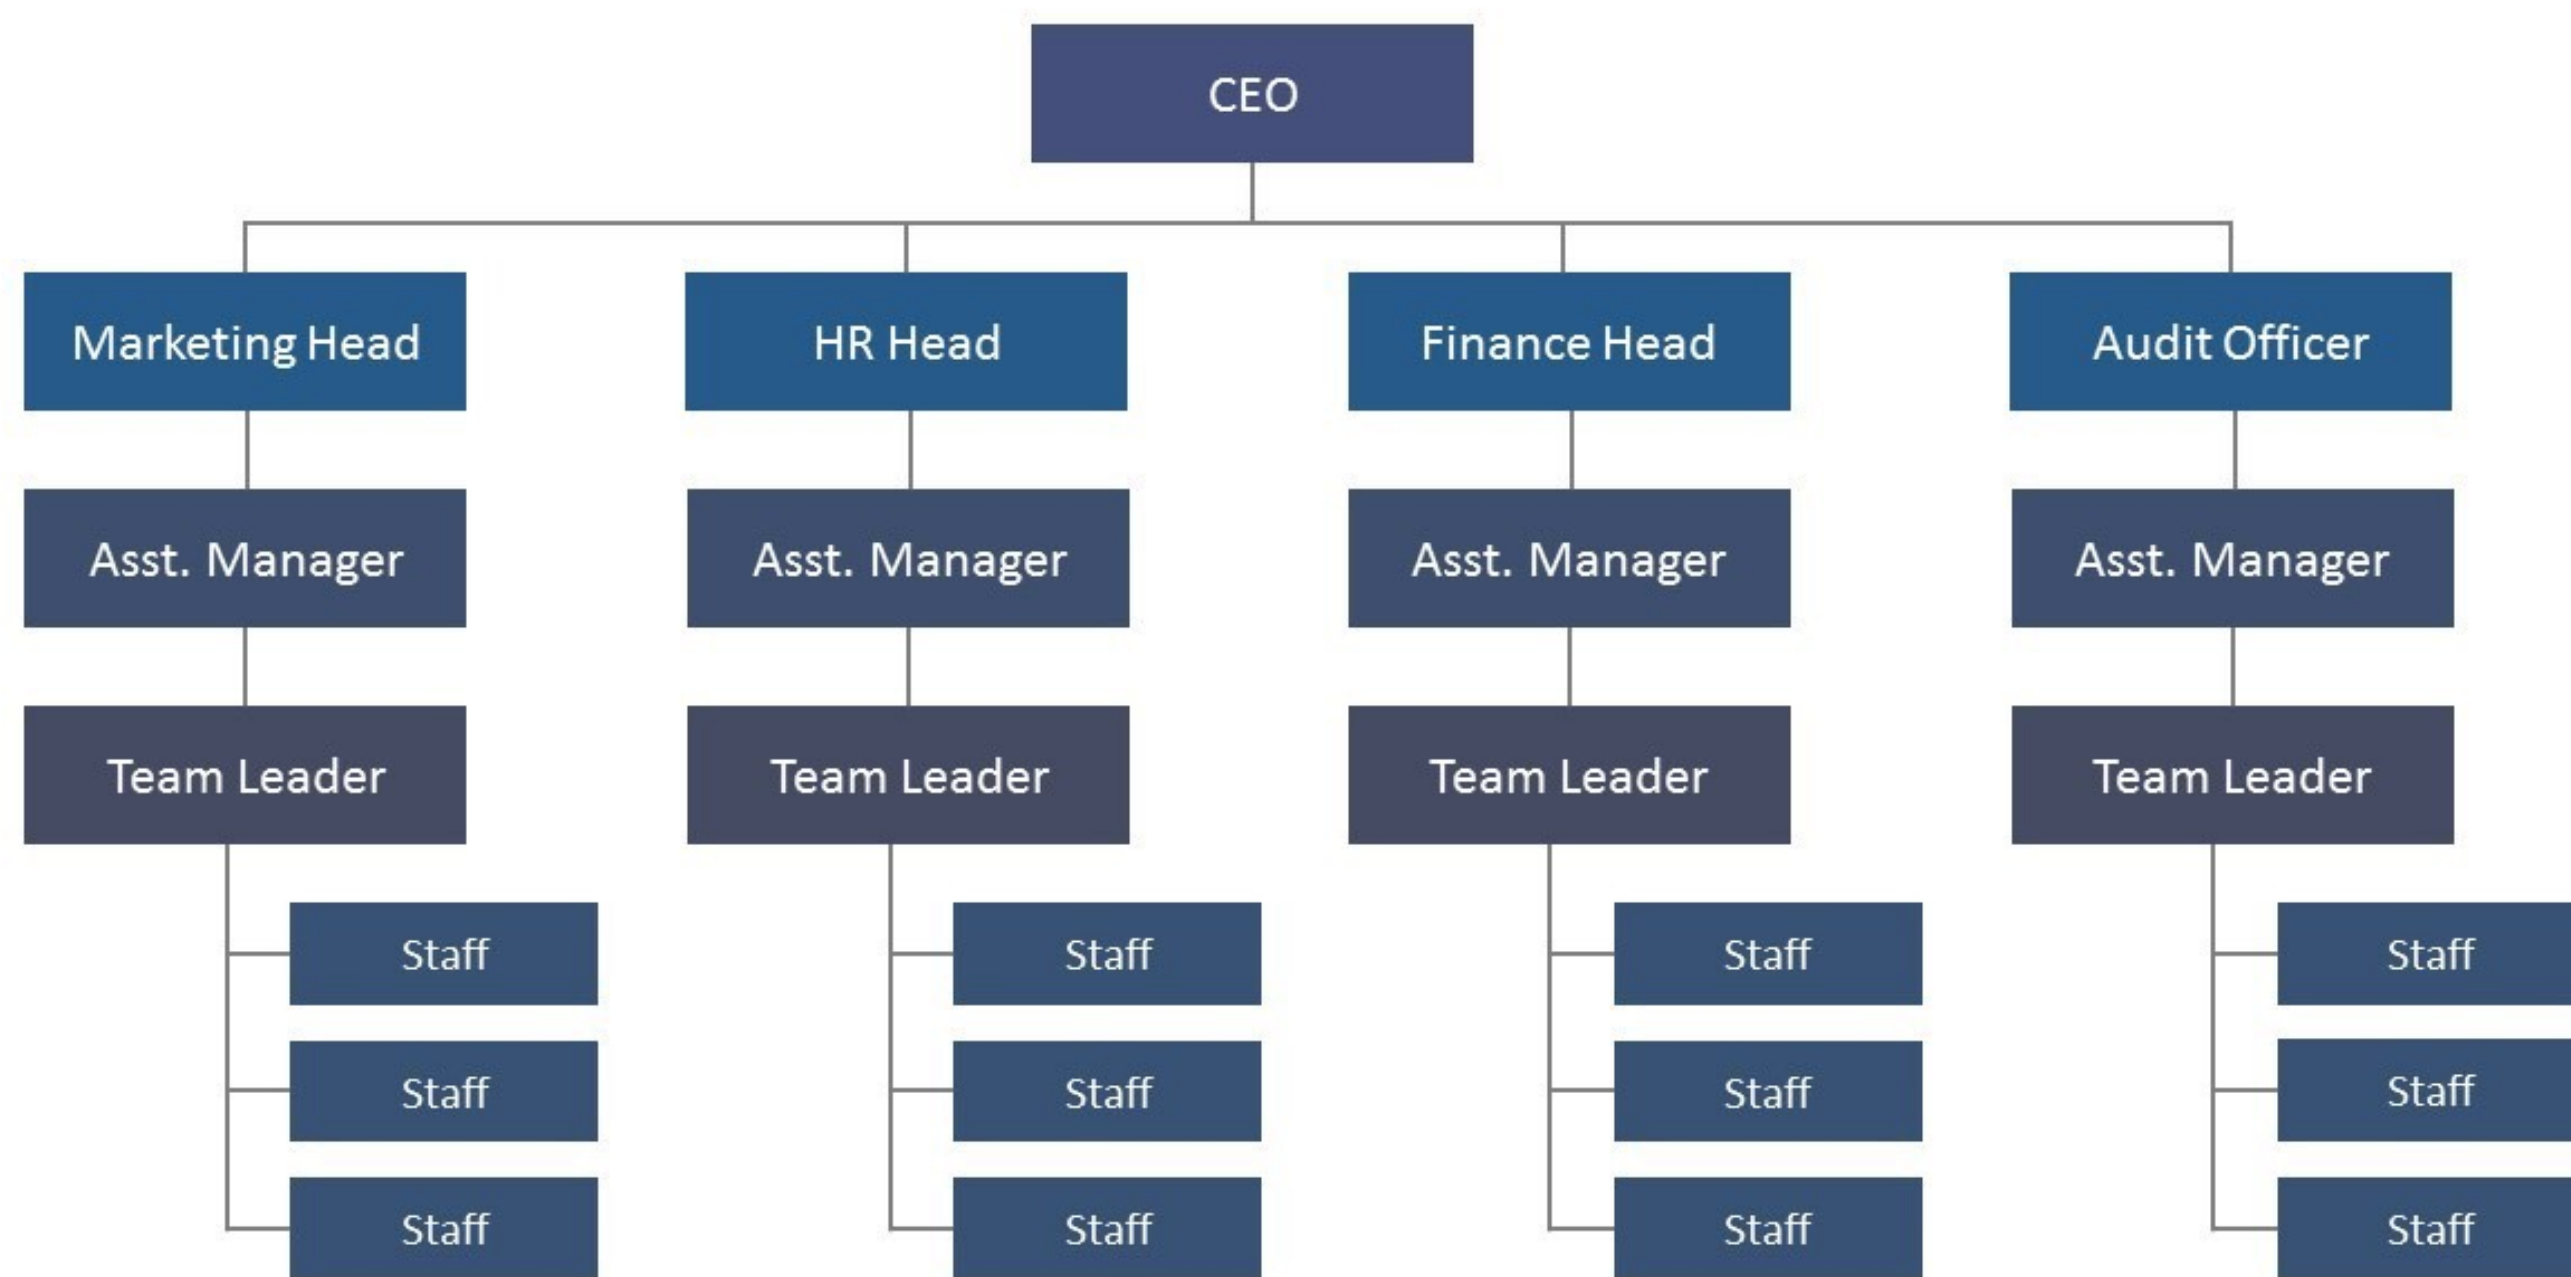 CEO
Marketing Head
HR Head
Finance Head
Audit Officer
Asst. Manager
Asst. Manager
Asst. Manager
Asst. Manager
Team Leader
Team Leader
Team Leader
Team Leader
Staff
Staff
Staff
Staff
Staff
Staff
Staff
Staff
Staff
Staff
Staff
Staff